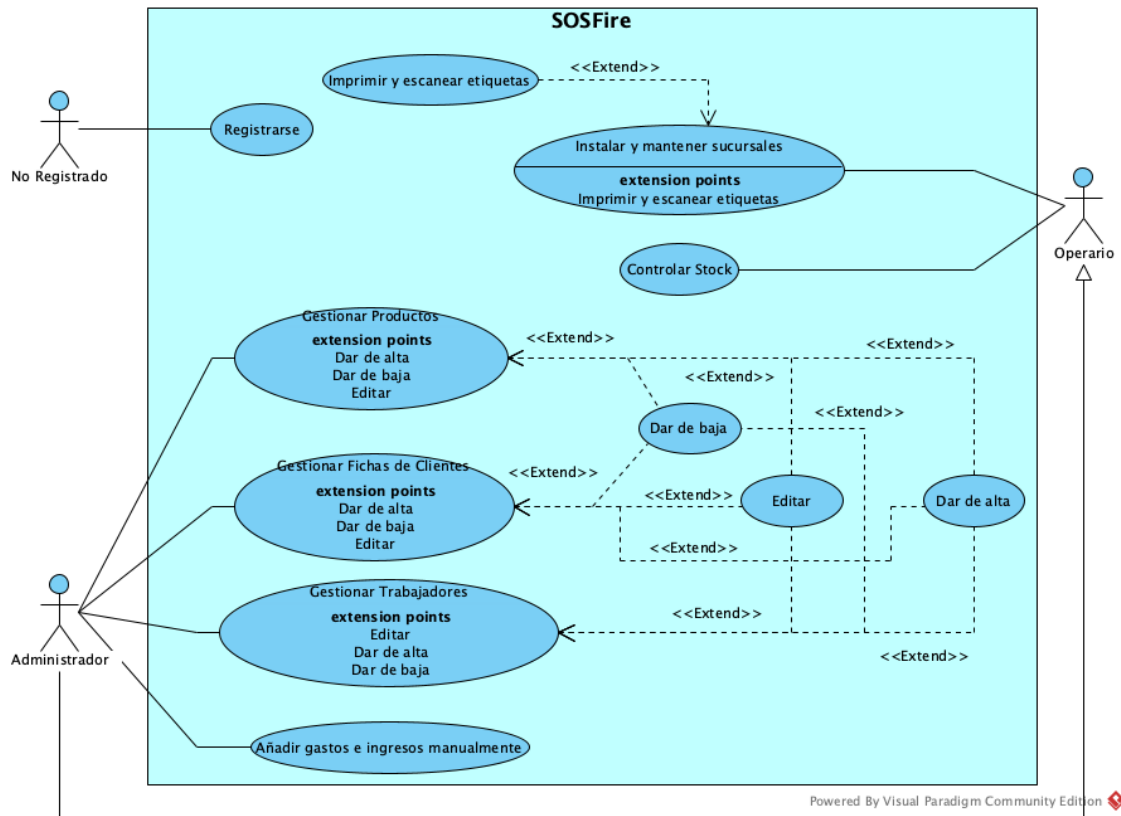 SOSFire
<<Extend>>
Imprimir y escanear etiquetas
Registrarse
No Registrado
Instalar y mantener sucursales
extension points
Imprimir y escanear etiquetas
Operario
Controlar Stock
Gestionar Productos
extension points
Dar de alta
Dar de baja
Editar
<<Extend>>
<<Extend>>
<<Extend>>
<<Extend>>
Dar de baja
Gestionar Fichas de Clientes
extension points
Dar de alta
Dar de baja
Editar
<<Extend>>
<<Extend>>
Editar
Dar de alta
<<Extend>>
Gestionar Trabajadores
extension points
Editar
Dar de alta
Dar de baja
<<Extend>>
<<Extend>>
Administrador
Añadir gastos e ingresos manualmente
Powered By Visual Paradigm Community Edition